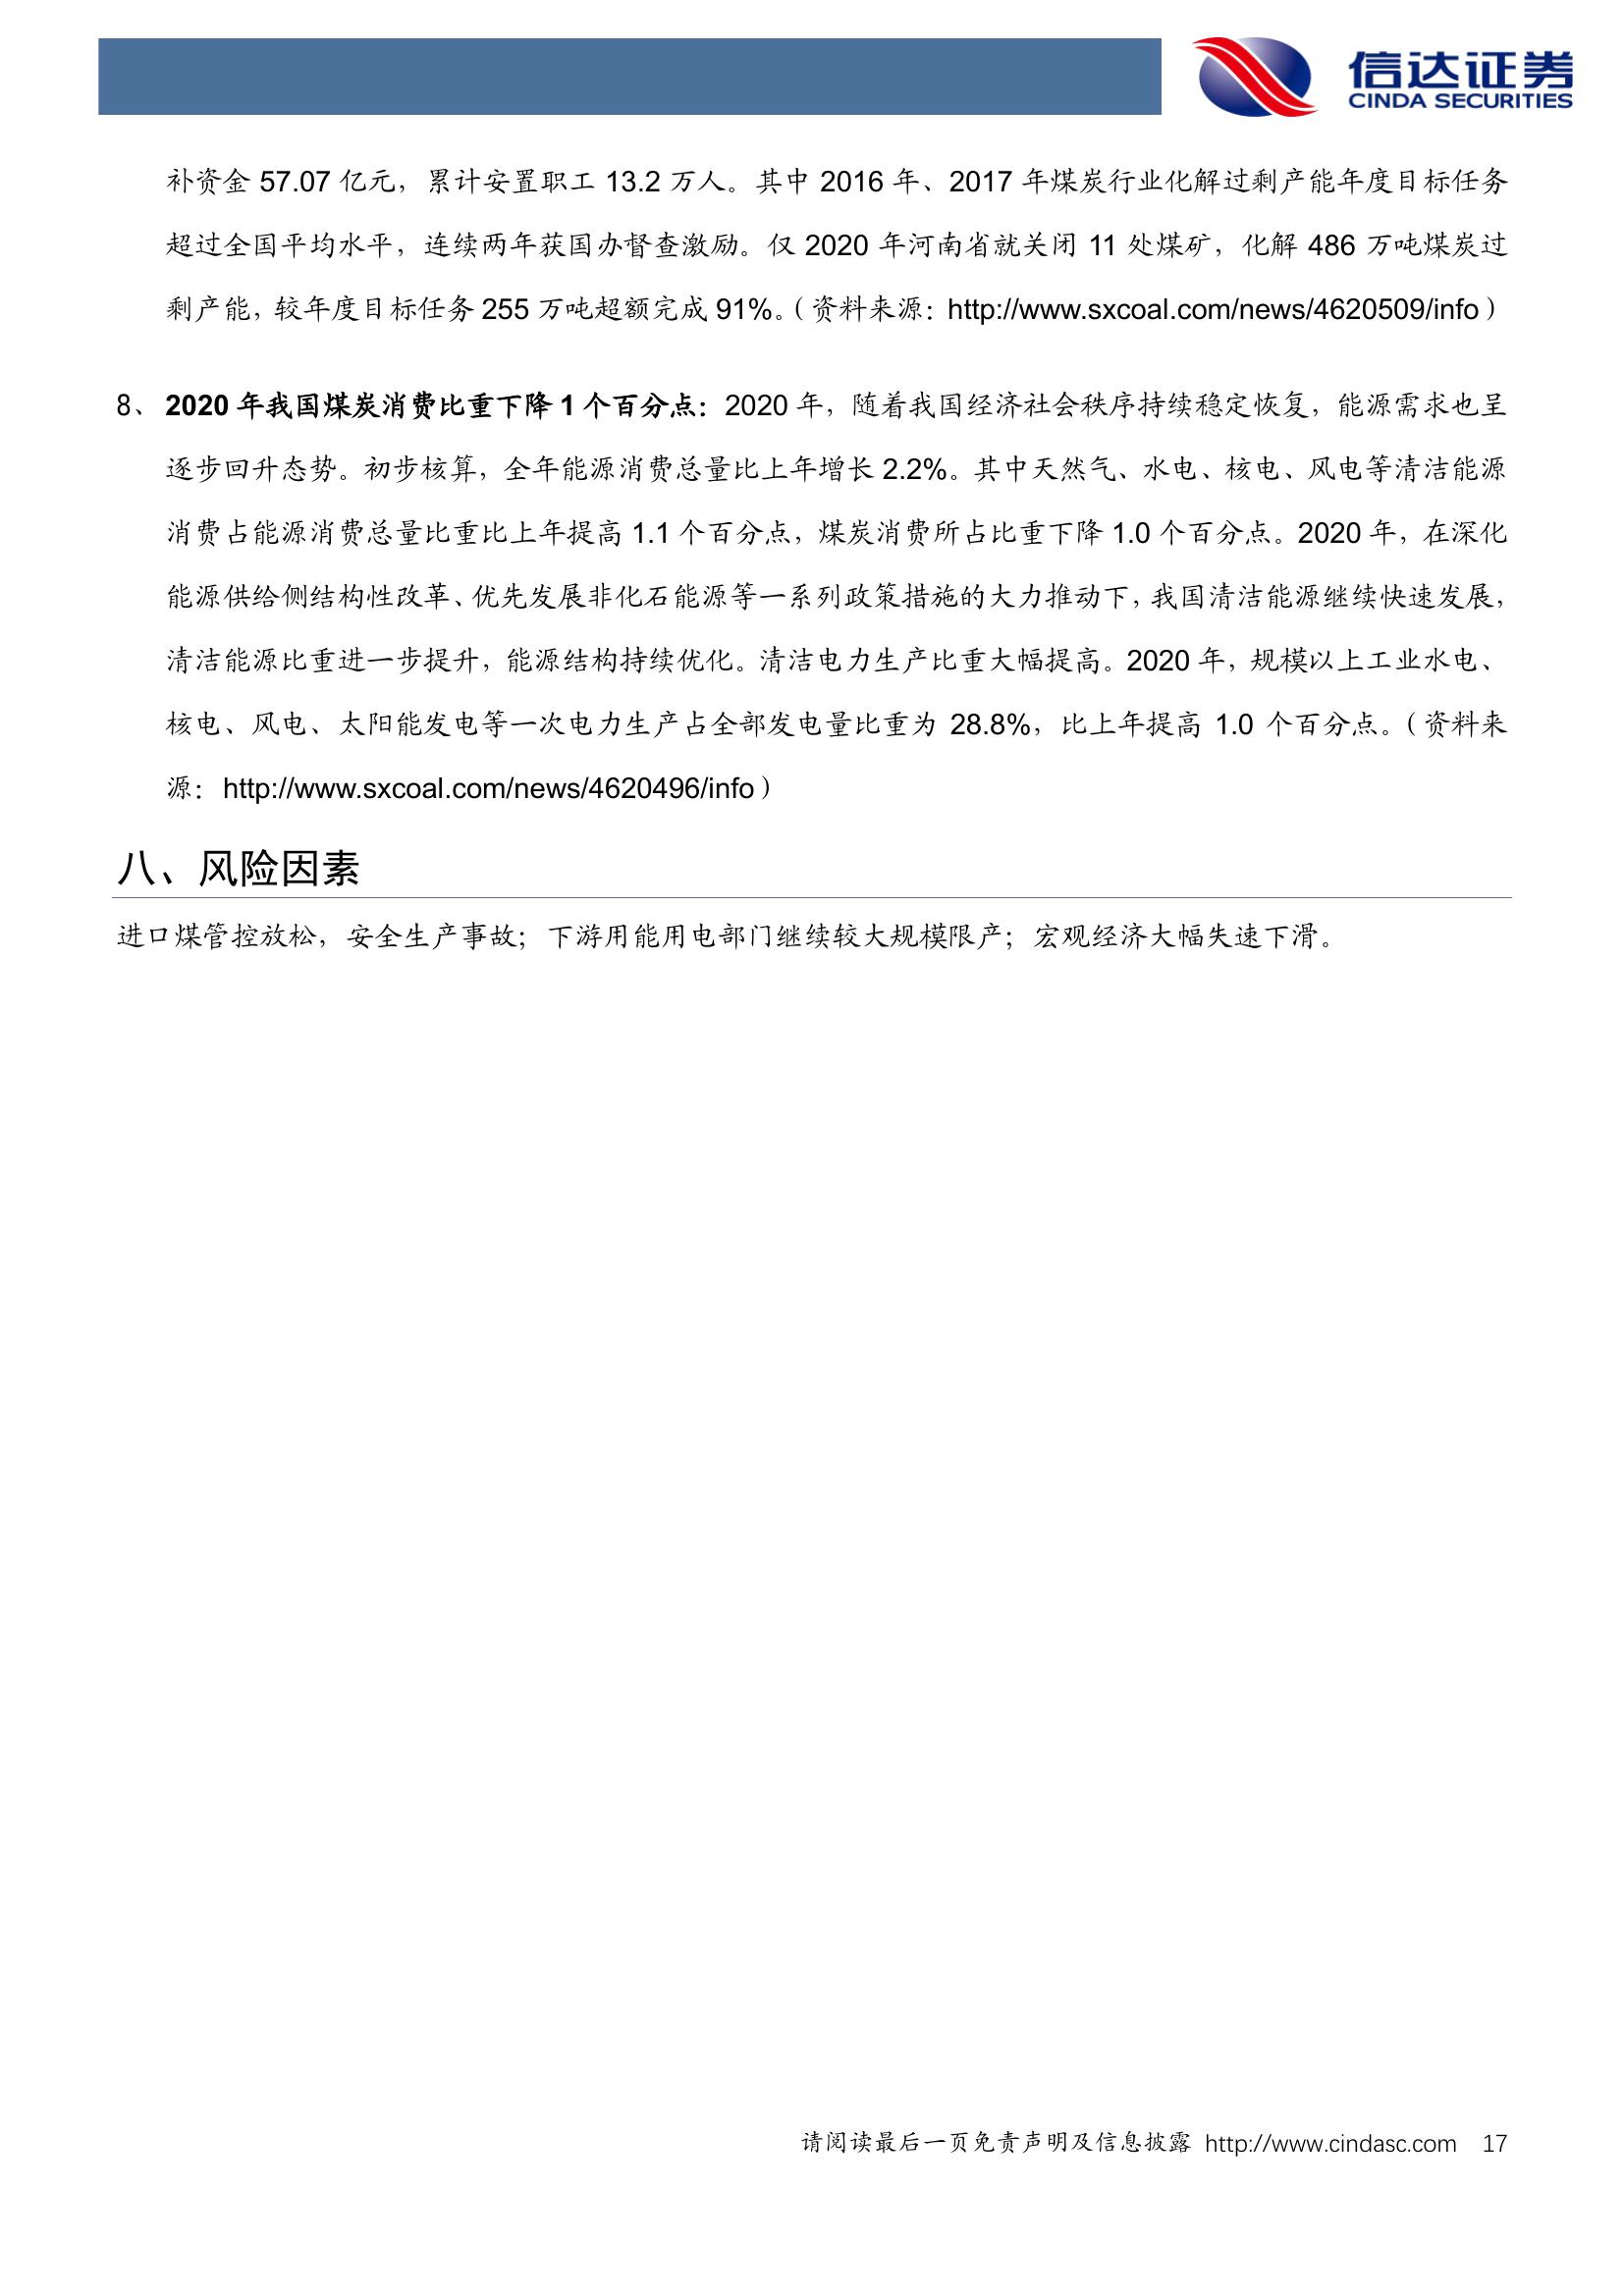 信达证券
CINDA SECURITIES
补资金 57.07 亿元，累计安置职工 13.2 万人。其中 2016 年、2017 年煤炭行业化解过剩产能年度目标任务
超过全国平均水平，连续两年获国办督查激励。仅 2020 年河南省就关闭 11 处煤矿，化解 486 万吨煤炭过
剩产能，较年度目标任务 255 万吨超额完成 91%。（资料来源：http://www.sxcoal.com/news/4620509/info）
8、 2020 年我国煤炭消费比重下降 1 个百分点：2020 年，随着我国经济社会秩序持续稳定恢复，能源需求也呈
逐步回升态势。初步核算，全年能源消费总量比上年增长 2.2%。其中天然气、水电、核电、风电等清洁能源
消费占能源消费总量比重比上年提高 1.1 个百分点，煤炭消费所占比重下降 1.0 个百分点。2020 年，在深化
能源供给侧结构性改革、优先发展非化石能源等一系列政策措施的大力推动下，我国清洁能源继续快速发展，
清洁能源比重进一步提升，能源结构持续优化。清洁电力生产比重大幅提高。2020 年，规模以上工业水电、
核电、风电、太阳能发电等一次电力生产占全部发电量比重为 28.8%，比上年提高 1.0 个百分点。（资料来
源：http://www.sxcoal.com/news/4620496/info）
八、风险因素
进口煤管控放松，安全生产事故；下游用能用电部门继续较大规模限产；宏观经济大幅失速下滑。
请阅读最后一页免责声明及信息披露 http://www.cindasc.com 17